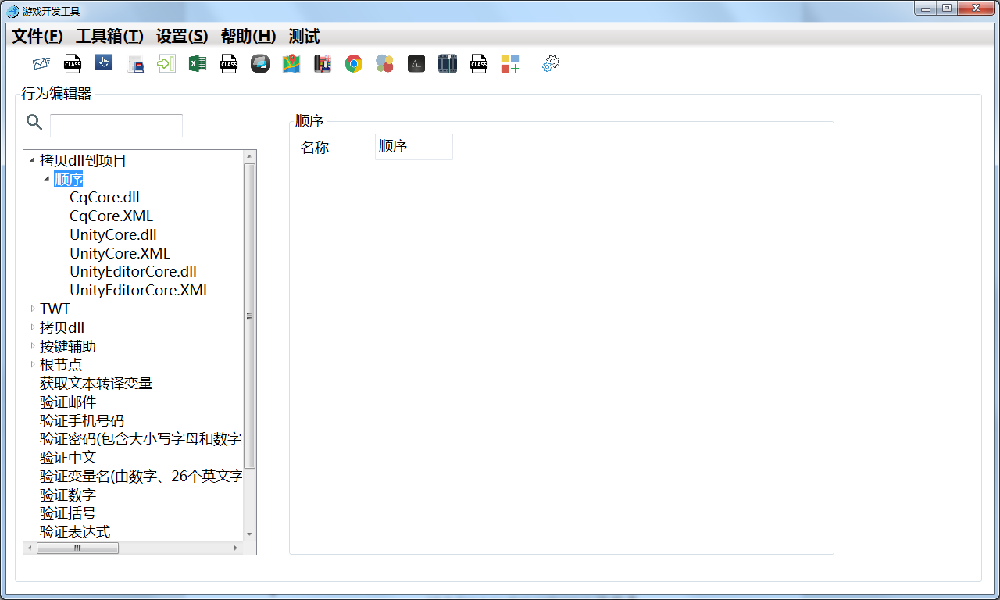 游戏开发工具
文件(F) 工具箱(T) 设置(S) 帮助(H) 测试
CLASS CLASS Ai CLASS
行为编辑器
顺序
名称 顺序
拷贝dll到项目
顺序
CqCore.dll
CqCore.XML
UnityCore.dll
UnityCore.XML
UnityEditorCore.dll
UnityEditorCore.XML
TWT
拷贝dll
按键辅助
根节点
获取文本转译变量
验证邮件
验证手机号码
验证密码(包含大小写字母和数字
验证中文
验证变量名(由数字、26个英文字
验证数字
验证括号
验证表达式